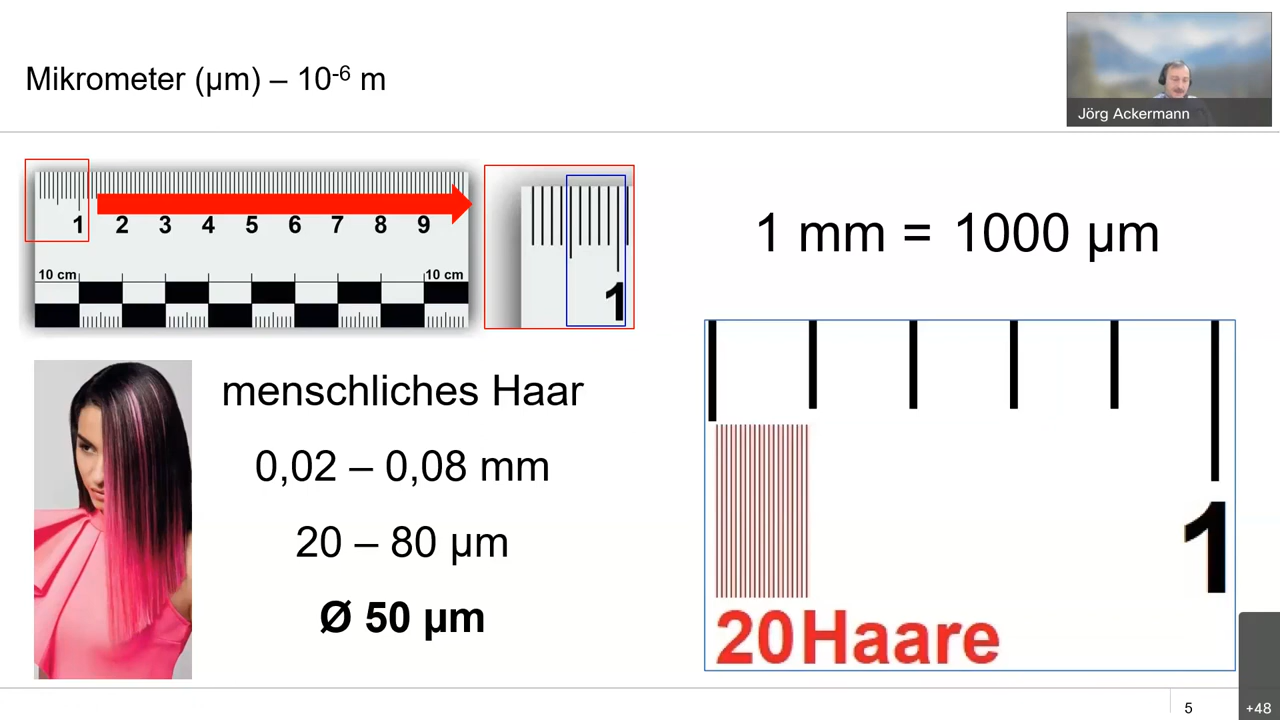 Mikrometer (µm) – 10⁻⁶ m
Jörg Ackermann
1 2 3 4 5 6 7 8 9
10 cm 10 cm
1
1 mm = 1000 µm
menschliches Haar
0,02 – 0,08 mm
20 – 80 µm
Ø 50 µm
1
20 Haare
5
+48